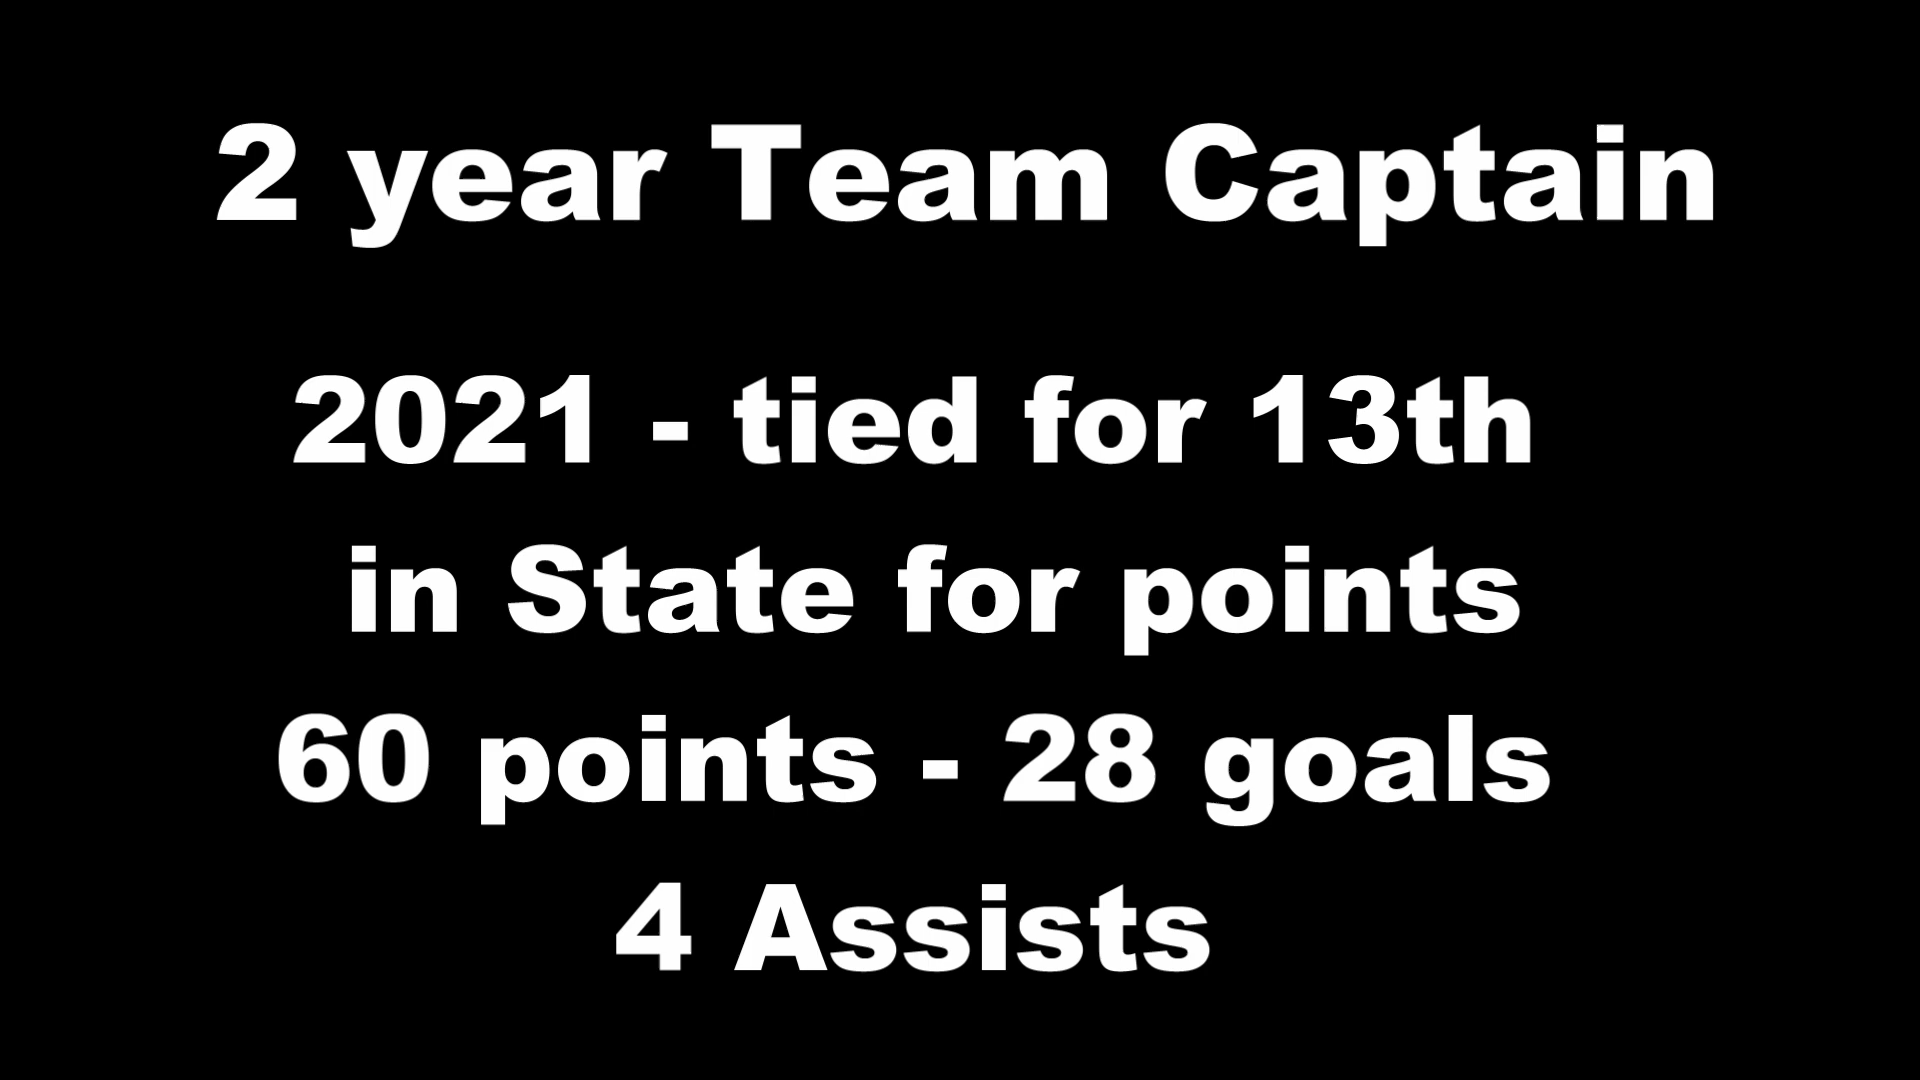 2 year Team Captain
2021 - tied for 13th
in State for points
60 points - 28 goals
4 Assists